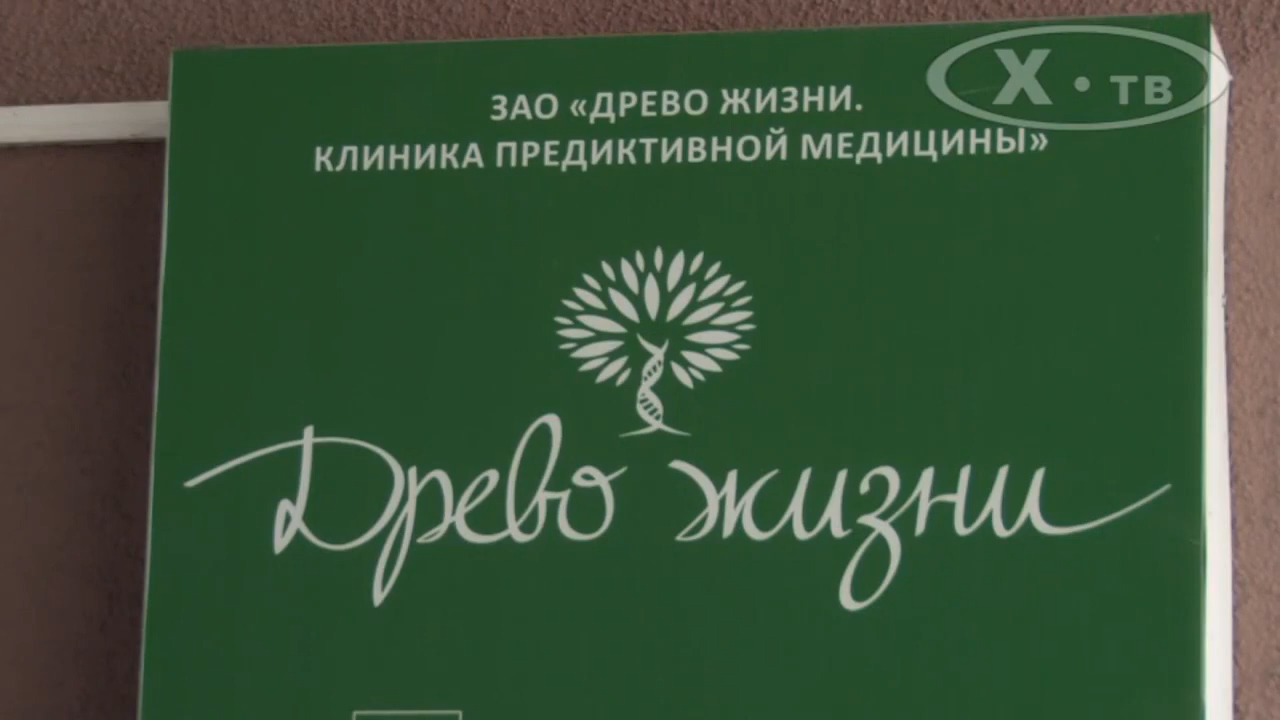 Х·ТВ
ЗАО «ДРЕВО ЖИЗНИ.
КЛИНИКА ПРЕДИКТИВНОЙ МЕДИЦИНЫ»
Древо жизни